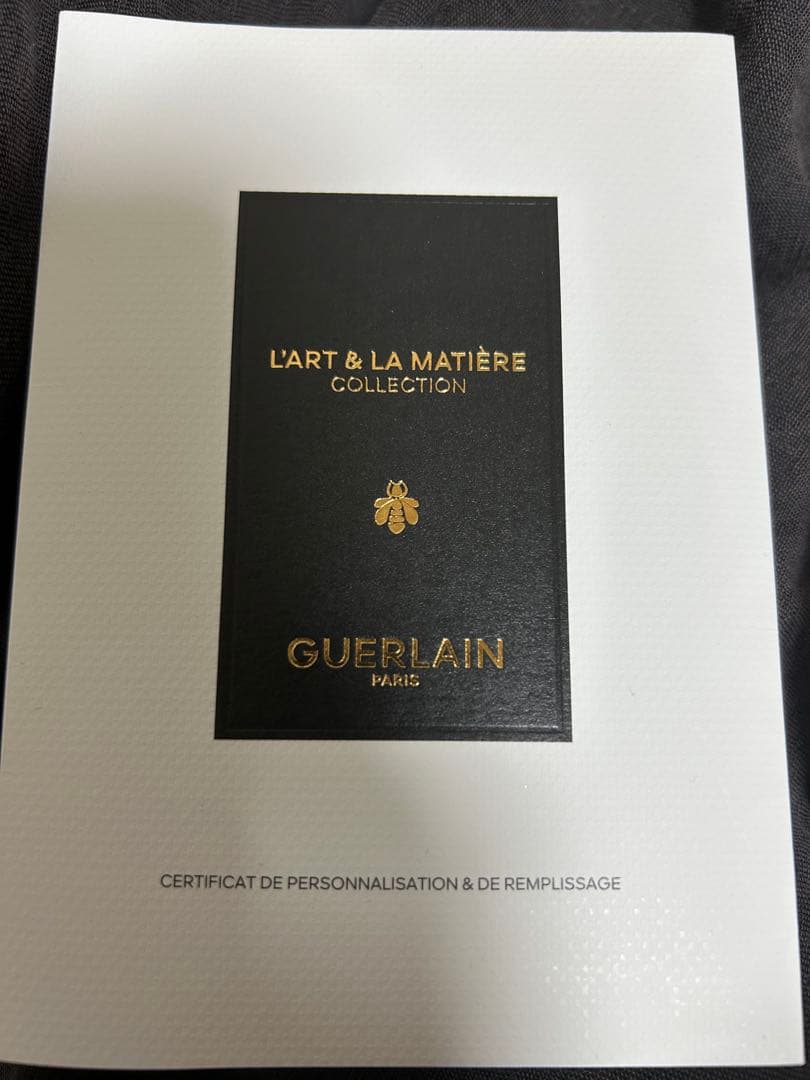 L'ART & LA MATIÈRE
COLLECTION
GUERLAIN
PARIS
CERTIFICAT DE PERSONNALISATION & DE REMPLISSAGE